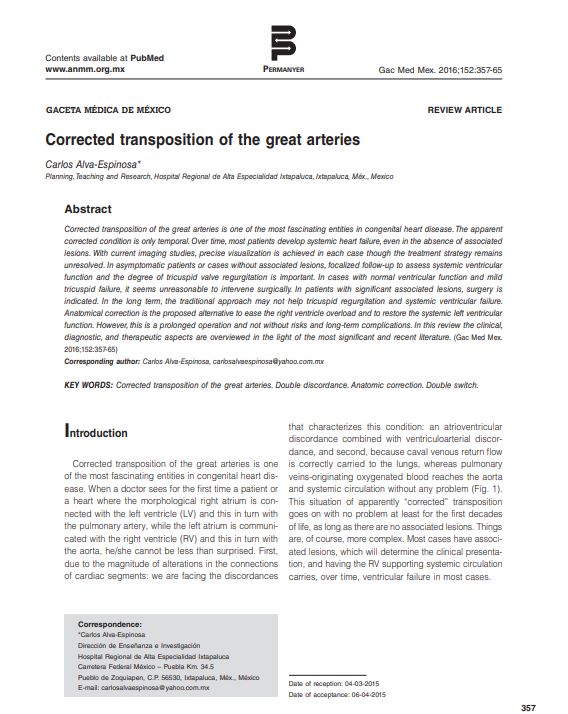 Contents available at PubMed
www.anmm.org.mx
PERMANYER
Gac Med Mex. 2016;152:357-65
GACETA MÉDICA DE MÉXICO
REVIEW ARTICLE
Corrected transposition of the great arteries
Carlos Alva-Espinosa*
Planning, Teaching and Research, Hospital Regional de Alta Especialidad Ixtapaluca, Ixtapaluca, Méx., Mexico
Abstract
Corrected transposition of the great arteries is one of the most fascinating entities in congenital heart disease. The apparent
corrected condition is only temporal. Over time, most patients develop systemic heart failure, even in the absence of associated
lesions. With current imaging studies, precise visualization is achieved in each case though the treatment strategy remains
unresolved. In asymptomatic patients or cases without associated lesions, focalized follow-up to assess systemic ventricular
function and the degree of tricuspid valve regurgitation is important. In cases with normal ventricular function and mild
tricuspid failure, it seems unreasonable to intervene surgically. In patients with significant associated lesions, surgery is
indicated. In the long term, the traditional approach may not help tricuspid regurgitation and systemic ventricular failure.
Anatomical correction is the proposed alternative to ease the right ventricle overload and to restore the systemic left ventricular
function. However, this is a prolonged operation and not without risks and long-term complications. In this review the clinical,
diagnostic, and therapeutic aspects are overviewed in the light of the most significant and recent literature. (Gac Med Mex.
2016;152:357-65)
Corresponding author: Carlos Alva-Espinosa, carlosalvaespinosa@yahoo.com.mx
KEY WORDS: Corrected transposition of the great arteries. Double discordance. Anatomic correction. Double switch.
Introduction
Corrected transposition of the great arteries is one
of the most fascinating entities in congenital heart dis-
ease. When a doctor sees for the first time a patient or
a heart where the morphological right atrium is con-
nected with the left ventricle (LV) and this in turn with
the pulmonary artery, while the left atrium is communi-
cated with the right ventricle (RV) and this in turn with
the aorta, he/she cannot be less than surprised. First,
due to the magnitude of alterations in the connections
of cardiac segments: we are facing the discordances
that characterizes this condition: an atrioventricular
discordance combined with ventriculoarterial discor-
dance, and second, because caval venous return flow
is correctly carried to the lungs, whereas pulmonary
veins-originating oxygenated blood reaches the aorta
and systemic circulation without any problem (Fig. 1).
This situation of apparently “corrected” transposition
goes on with no problem at least for the first decades
of life, as long as there are no associated lesions. Things
are, of course, more complex. Most cases have associ-
ated lesions, which will determine the clinical presenta-
tion, and having the RV supporting systemic circulation
carries, over time, ventricular failure in most cases.
Correspondence:
*Carlos Alva-Espinosa
Dirección de Enseñanza e Investigación
Hospital Regional de Alta Especialidad Ixtapaluca
Carretera Federal México – Puebla Km. 34.5
Pueblo de Zoquiapen, C.P. 56530, Ixtapaluca, Méx., México
E-mail: carlosalvaespinosa@yahoo.com.mx
Date of reception: 04-03-2015
Date of acceptance: 06-04-2015
357